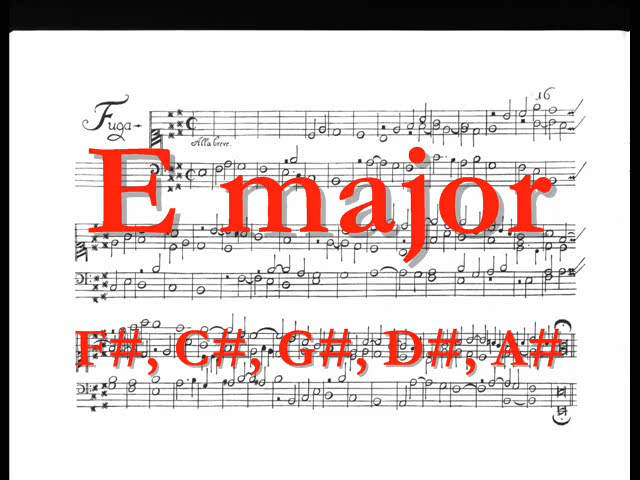 16
Fuga
Alla breve.
E major
F#, C#, G#, D#, A#